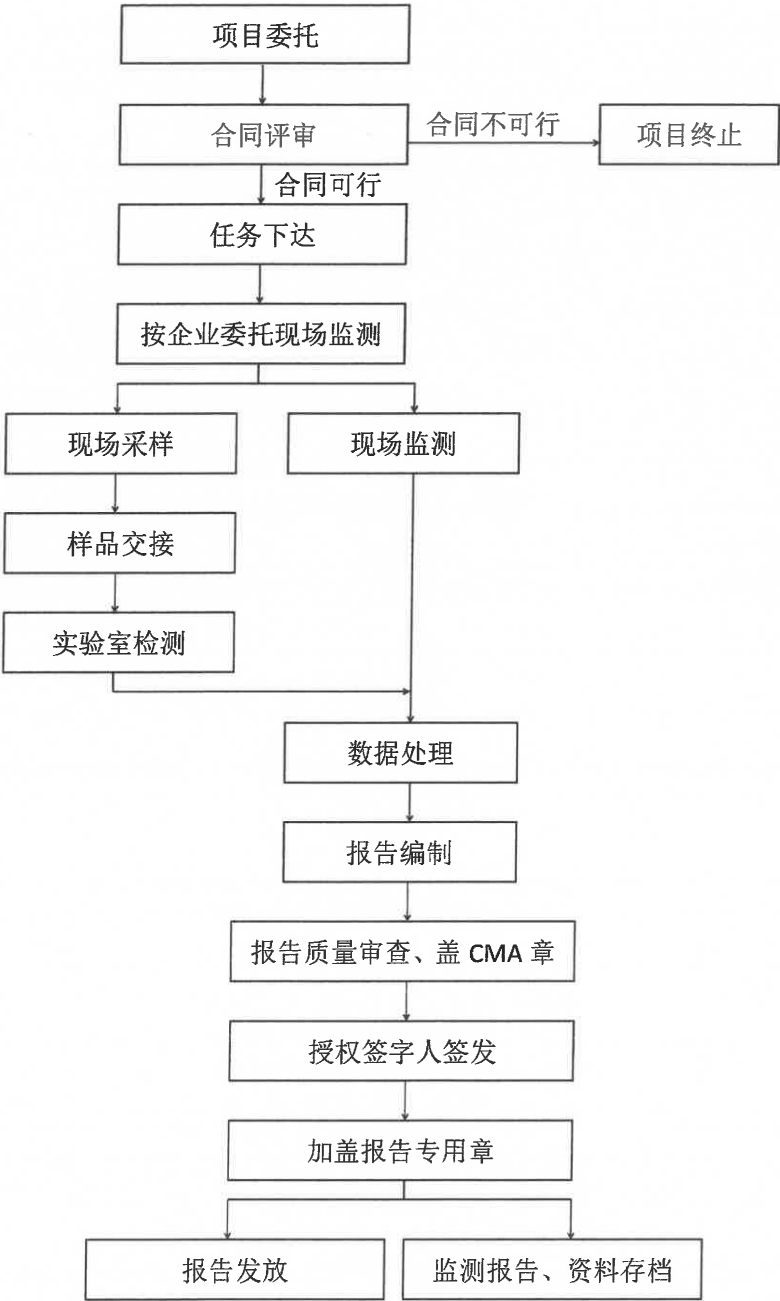 项目委托
合同评审
合同不可行
项目终止
合同可行
任务下达
按企业委托现场监测
现场采样
现场监测
样品交接
实验室检测
数据处理
报告编制
报告质量审查、盖 CMA 章
授权签字人签发
加盖报告专用章
报告发放
监测报告、资料存档